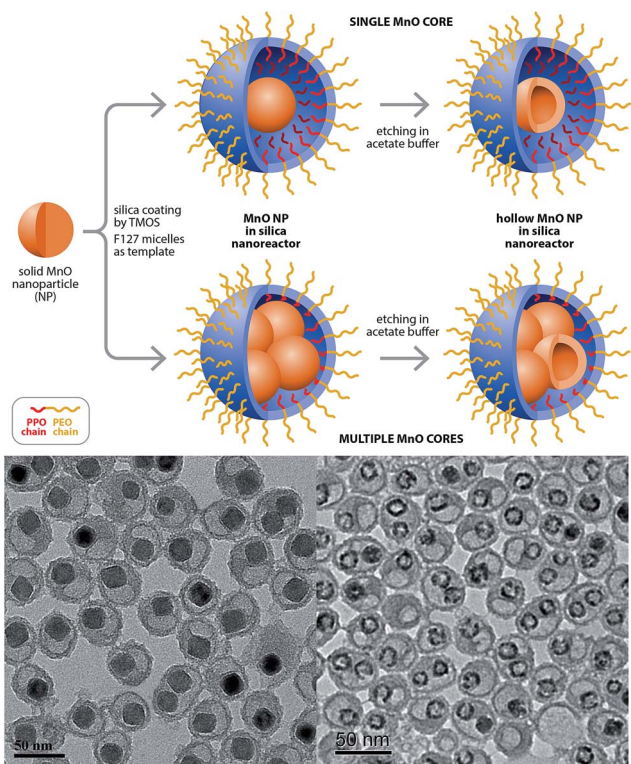 SINGLE MnO CORE
etching in
acetate buffer
silica coating
by TMOS
F127 micelles
as template
MnO NP
in silica
nanoreactor
hollow MnO NP
in silica
nanoreactor
solid MnO
nanoparticle
(NP)
etching in
acetate buffer
PPO PEO
chain chain
MULTIPLE MnO CORES
50 nm
50 nm